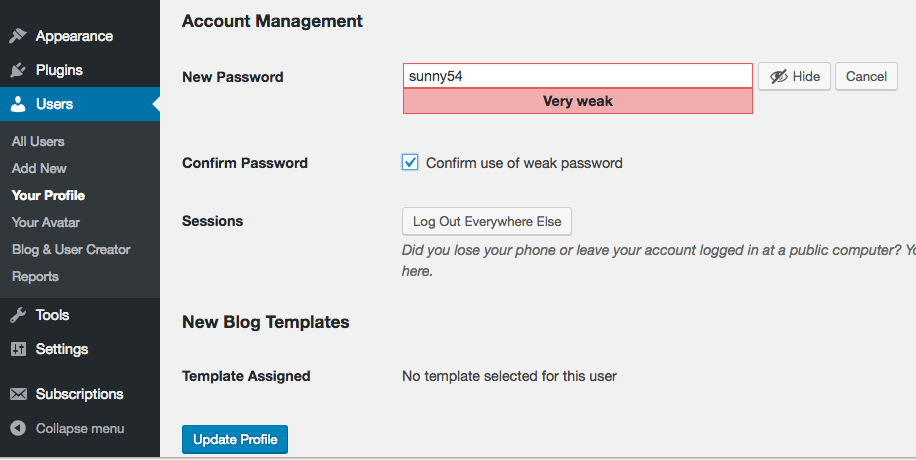 Appearance
Plugins
Users
All Users
Add New
Your Profile
Your Avatar
Blog & User Creator
Reports
Tools
Settings
Subscriptions
Collapse menu
Account Management
New Password
sunny54
Hide
Cancel
Very weak
Confirm Password
Confirm use of weak password
Sessions
Log Out Everywhere Else
Did you lose your phone or leave your account logged in at a public computer?
here.
New Blog Templates
Template Assigned
No template selected for this user
Update Profile